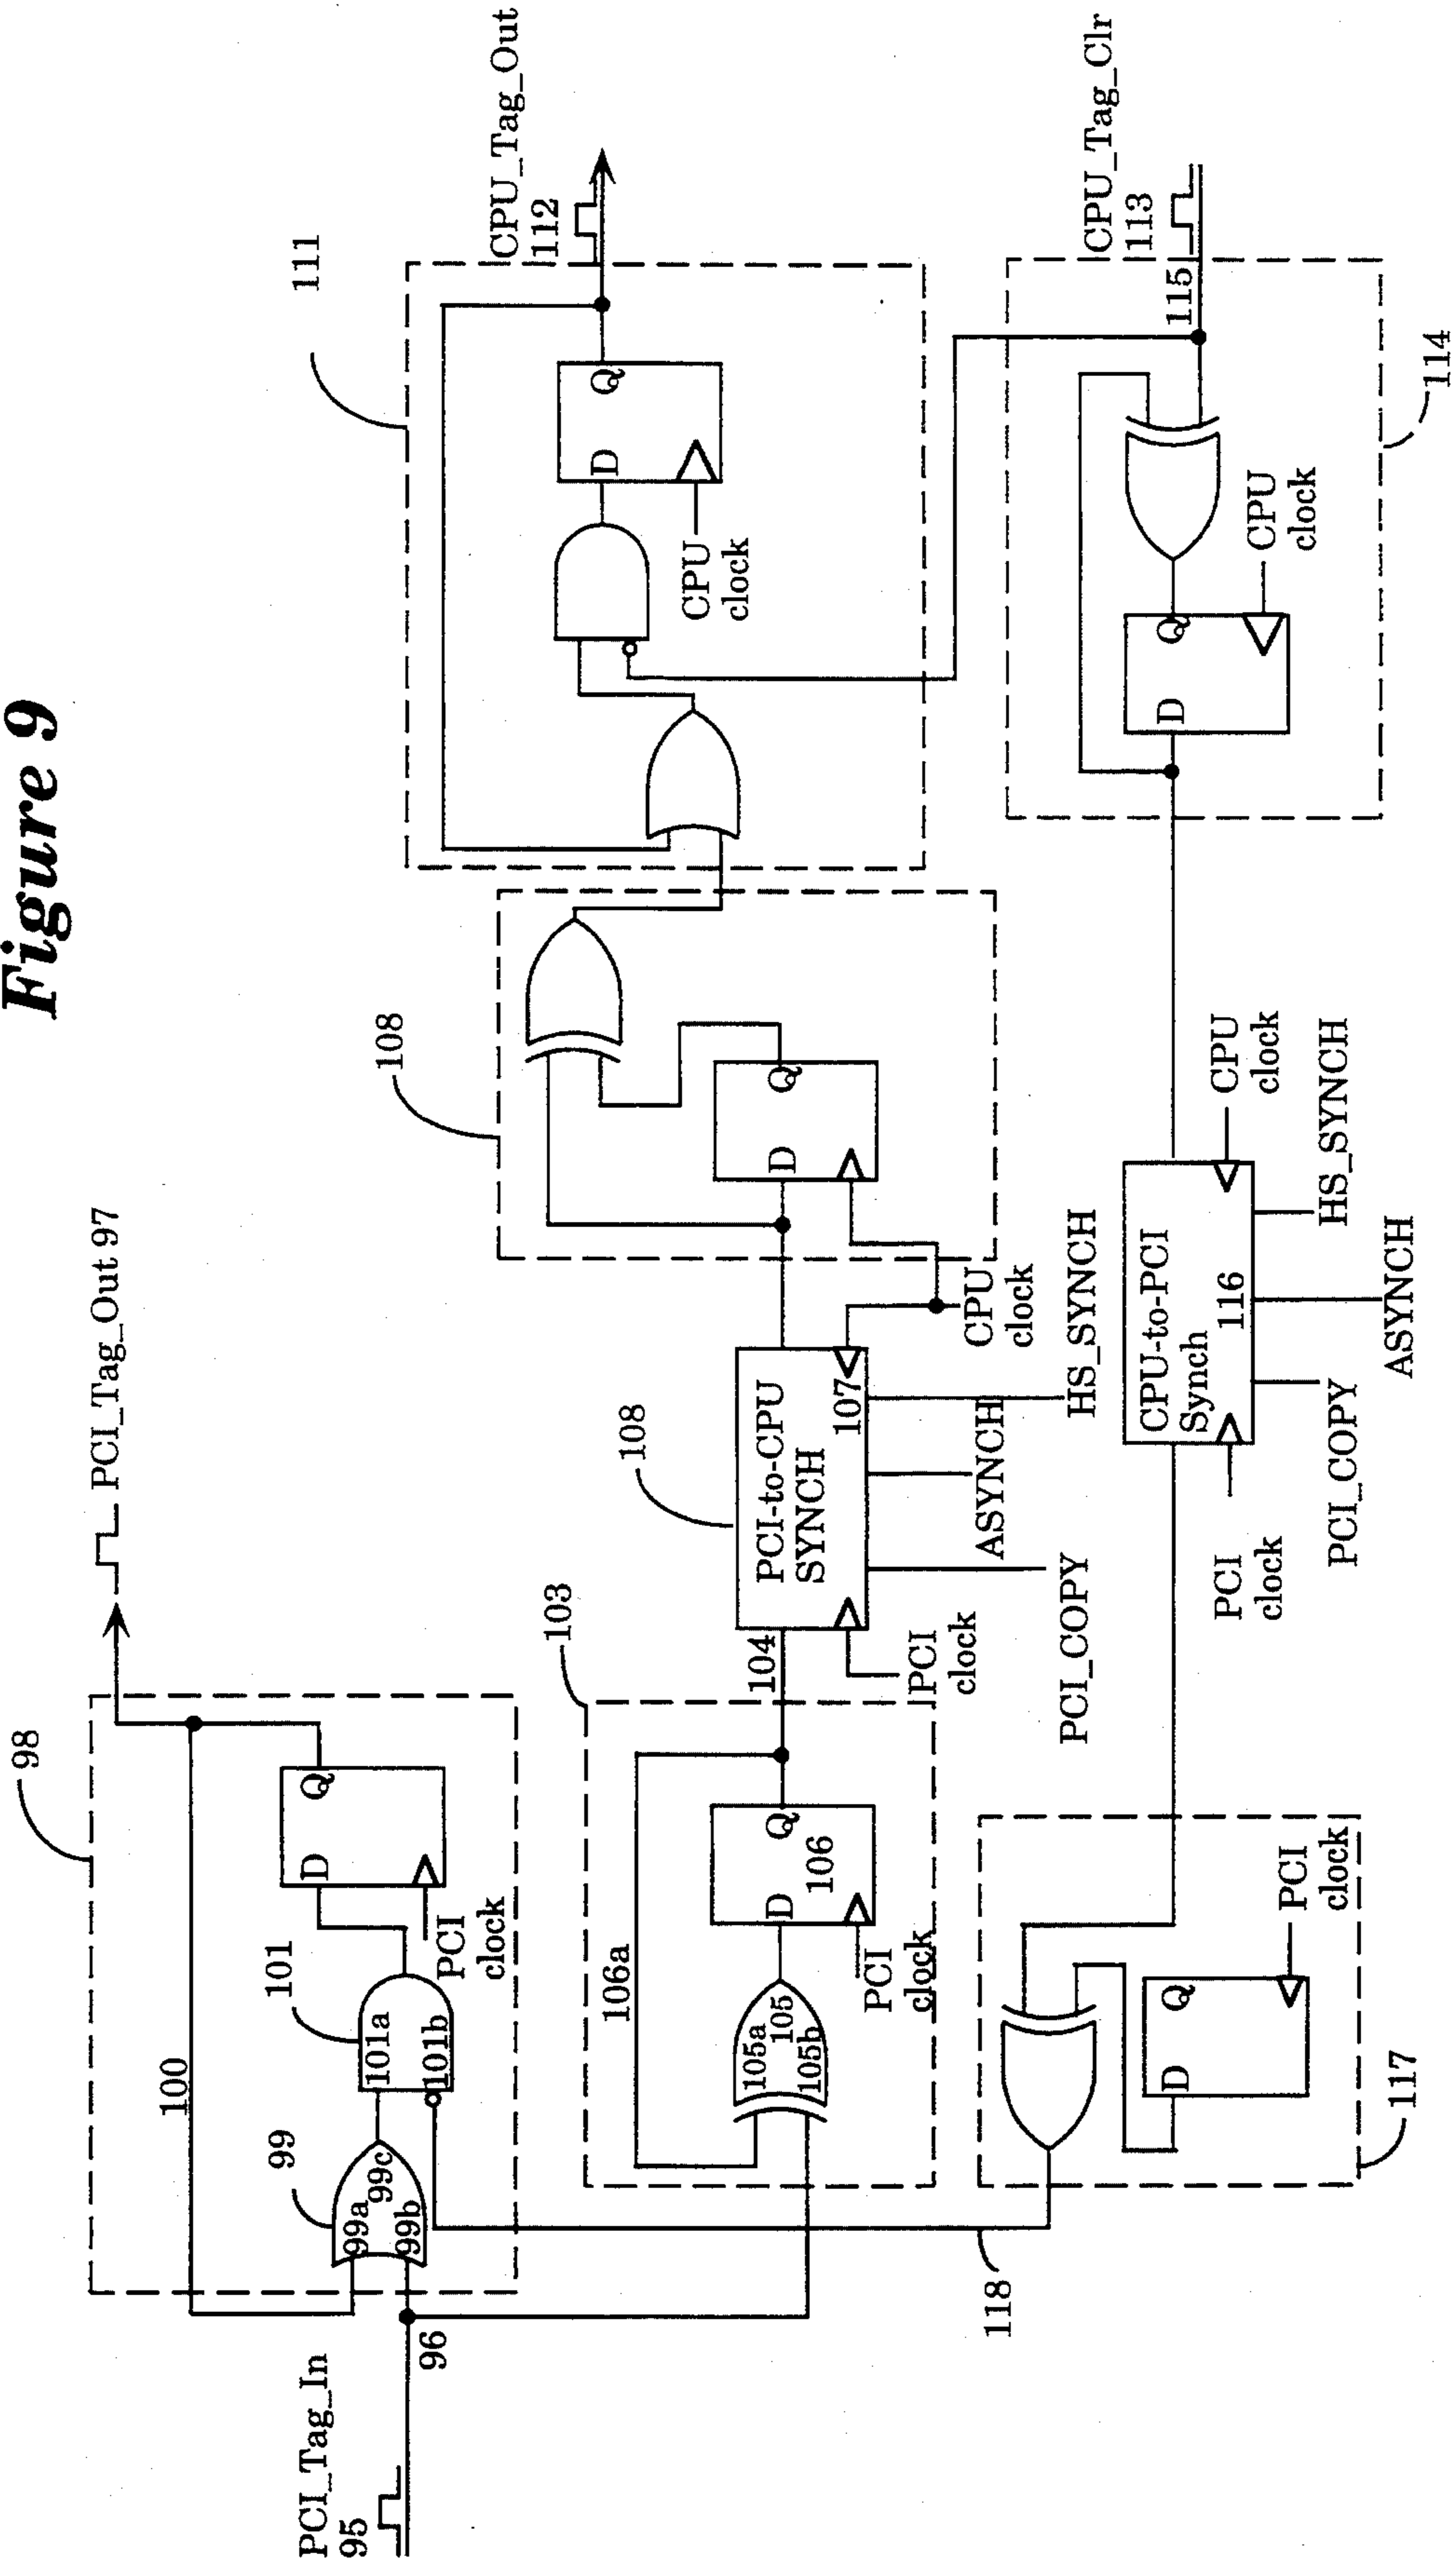 Figure 9
PCI_Tag_In
95
96
98
100
99
99a
99b
99c
101
101a
101b
D
Q
PCI
clock
PCI_Tag_Out 97
103
106a
105a
105
105b
D
Q
106
PCI
clock
104
108
PCI-to-CPU
SYNCH
107
PCI
clock
PCI_COPY
ASYNCH
HS_SYNCH
CPU
clock
108
D
Q
111
D
Q
CPU
clock
CPU_Tag_Out
112
CPU_Tag_Clr
113
115
114
D
Q
CPU
clock
CPU-to-PCI
Synch
116
PCI
clock
PCI_COPY
ASYNCH
HS_SYNCH
CPU
clock
117
D
Q
PCI
clock
118